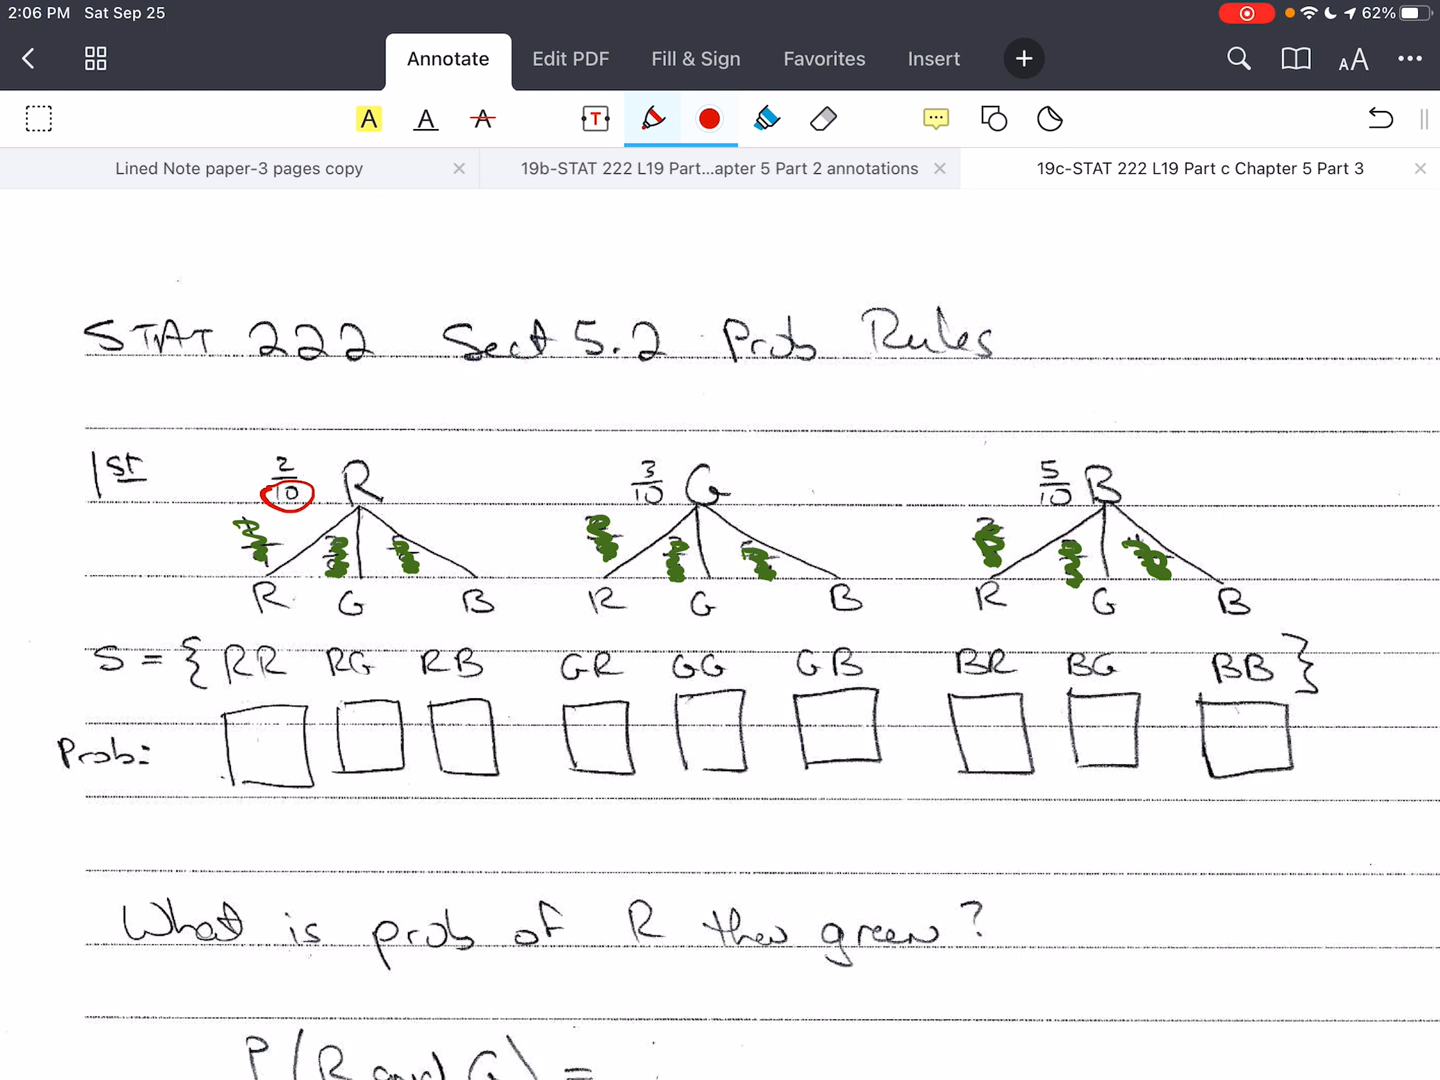 2:06 PM Sat Sep 25 62%
Annotate Edit PDF Fill & Sign Favorites Insert
A A A T
Lined Note paper-3 pages copy 19b-STAT 222 L19 Part...apter 5 Part 2 annotations 19c-STAT 222 L19 Part c Chapter 5 Part 3
STAT 222 Sect 5.2 Prob Rules
1st 2/10 R 3/10 G 5/10 B
R G B R G B R G B
S = { RR RG RB GR GG GB BR BG BB }
Prob:
What is prob of R then green?
P(R and G) =